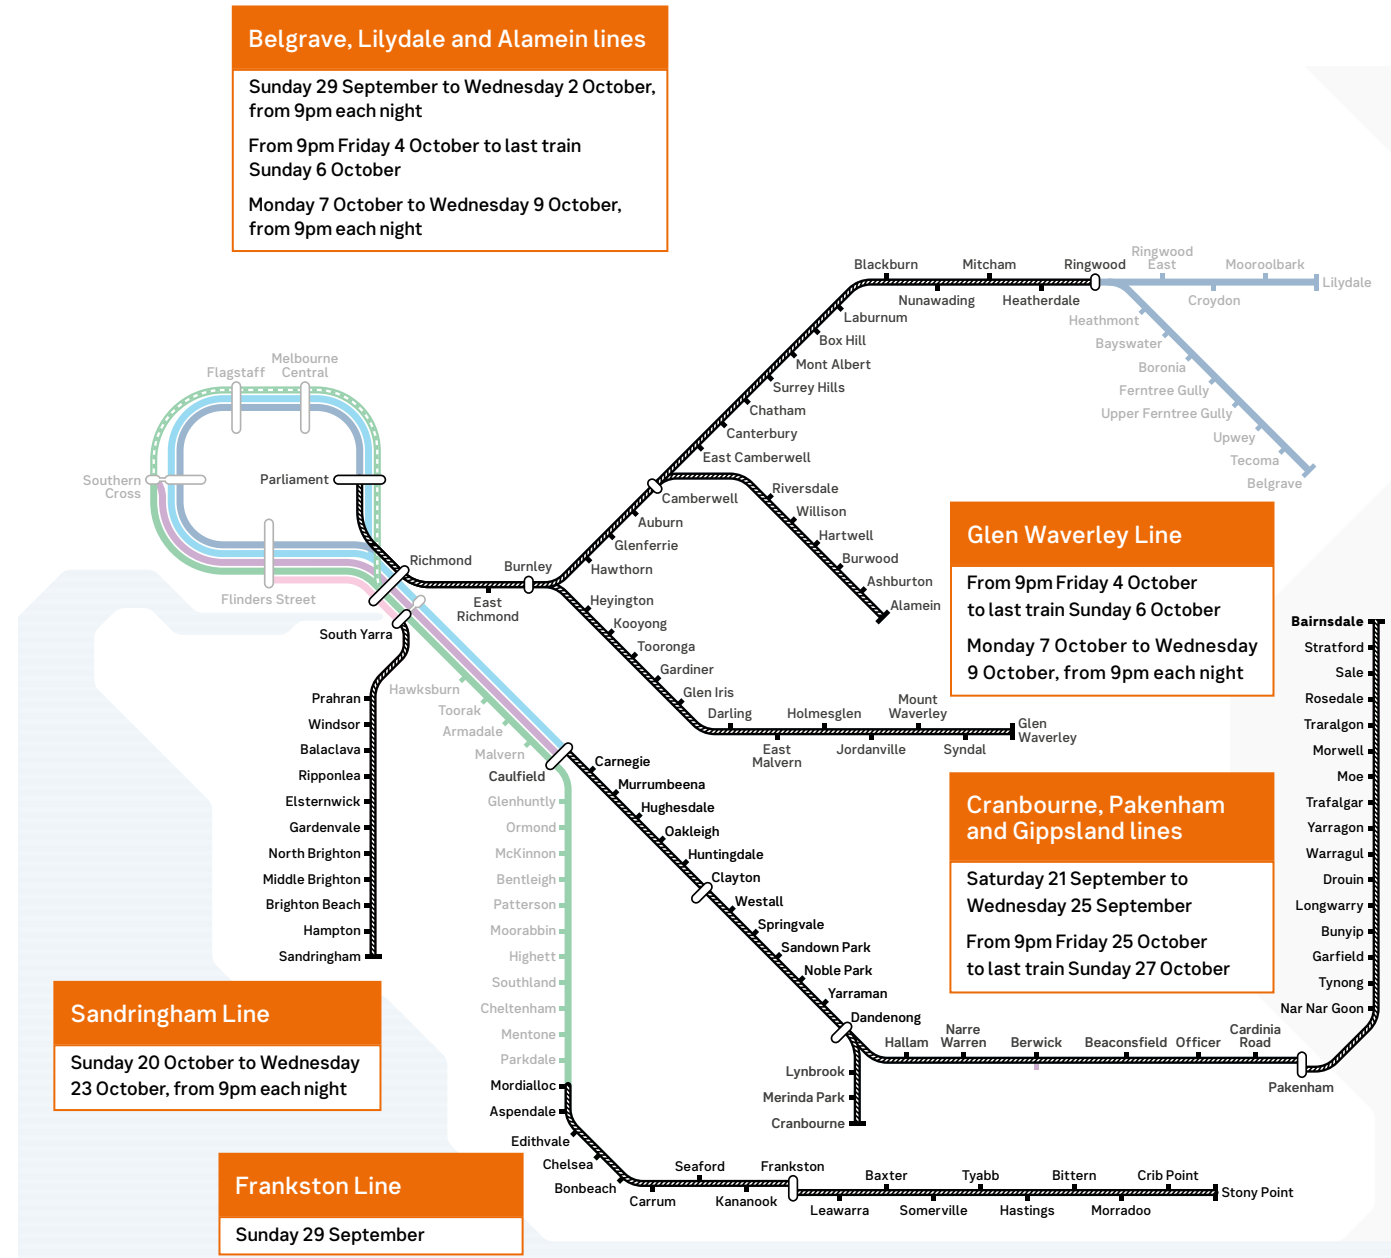 Belgrave, Lilydale and Alamein lines
Sunday 29 September to Wednesday 2 October,
from 9pm each night
From 9pm Friday 4 October to last train
Sunday 6 October
Monday 7 October to Wednesday 9 October,
from 9pm each night
Blackburn
Mitcham
Ringwood
Ringwood
East
Mooroolbark
Lilydale
Nunawading
Heatherdale
Croydon
Laburnum
Heathmont
Box Hill
Bayswater
Mont Albert
Boronia
Surrey Hills
Ferntree Gully
Chatham
Upper Ferntree Gully
Canterbury
Upwey
East Camberwell
Tecoma
Belgrave
Flagstaff
Melbourne
Central
Southern
Cross
Parliament
Flinders Street
Richmond
South Yarra
East
Richmond
Burnley
Camberwell
Auburn
Glenferrie
Hawthorn
Riversdale
Willison
Hartwell
Burwood
Ashburton
Alamein
Heyington
Kooyong
Tooronga
Gardiner
Glen Iris
Darling
East
Malvern
Holmesglen
Jordanville
Mount
Waverley
Syndal
Glen
Waverley
Glen Waverley Line
From 9pm Friday 4 October
to last train Sunday 6 October
Monday 7 October to Wednesday
9 October, from 9pm each night
Hawksburn
Toorak
Armadale
Malvern
Caulfield
Prahran
Windsor
Balaclava
Ripponlea
Elsternwick
Gardenvale
North Brighton
Middle Brighton
Brighton Beach
Hampton
Sandringham
Sandringham Line
Sunday 20 October to Wednesday
23 October, from 9pm each night
Glenhuntly
Ormond
McKinnon
Bentleigh
Patterson
Moorabbin
Highett
Southland
Cheltenham
Mentone
Parkdale
Mordialloc
Aspendale
Edithvale
Chelsea
Bonbeach
Carrum
Seaford
Kananook
Frankston
Leawarra
Baxter
Somerville
Tyabb
Hastings
Bittern
Morradoo
Crib Point
Stony Point
Frankston Line
Sunday 29 September
Carnegie
Murrumbeena
Hughesdale
Oakleigh
Huntingdale
Clayton
Westall
Springvale
Sandown Park
Noble Park
Yarraman
Dandenong
Cranbourne, Pakenham
and Gippsland lines
Saturday 21 September to
Wednesday 25 September
From 9pm Friday 25 October
to last train Sunday 27 October
Lynbrook
Merinda Park
Cranbourne
Hallam
Narre
Warren
Berwick
Beaconsfield
Officer
Cardinia
Road
Pakenham
Bairnsdale
Stratford
Sale
Rosedale
Traralgon
Morwell
Moe
Trafalgar
Yarragon
Warragul
Drouin
Longwarry
Bunyip
Garfield
Tynong
Nar Nar Goon